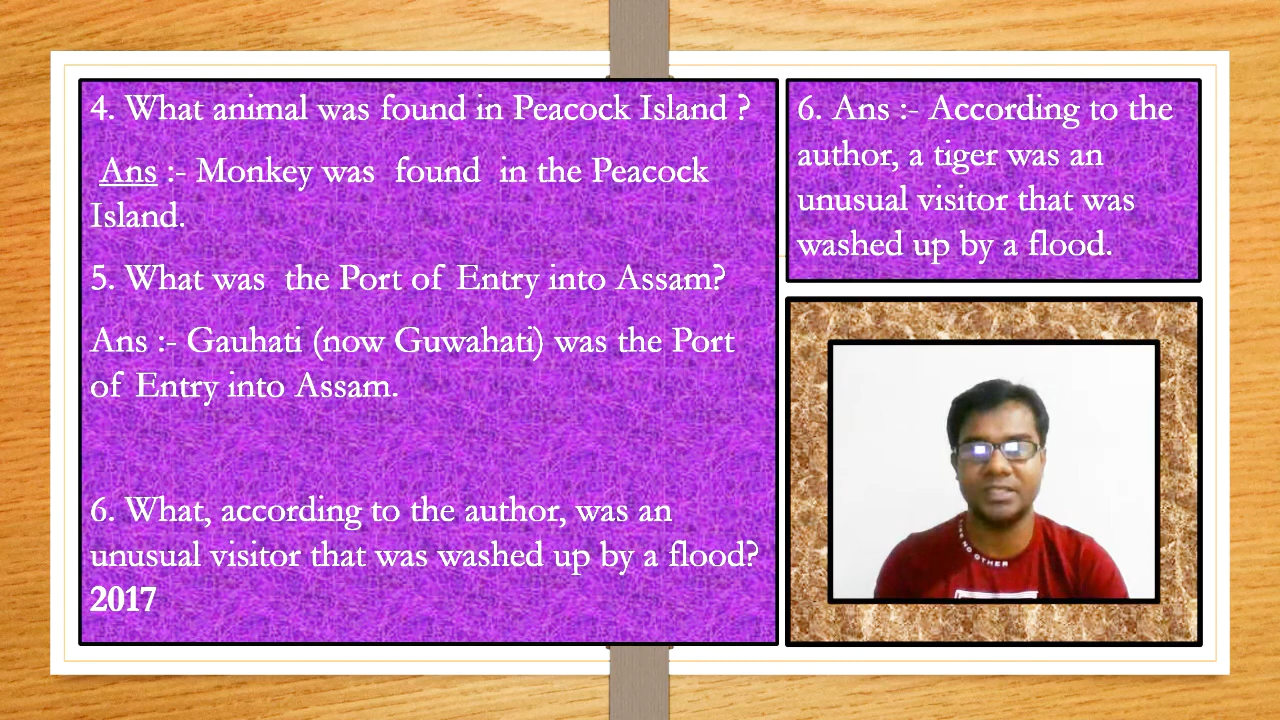 4. What animal was found in Peacock Island ?
Ans :- Monkey was found in the Peacock
Island.
5. What was the Port of Entry into Assam?
Ans :- Gauhati (now Guwahati) was the Port
of Entry into Assam.
6. What, according to the author, was an
unusual visitor that was washed up by a flood?
2017
6. Ans :- According to the
author, a tiger was an
unusual visitor that was
washed up by a flood.
NO OTHER